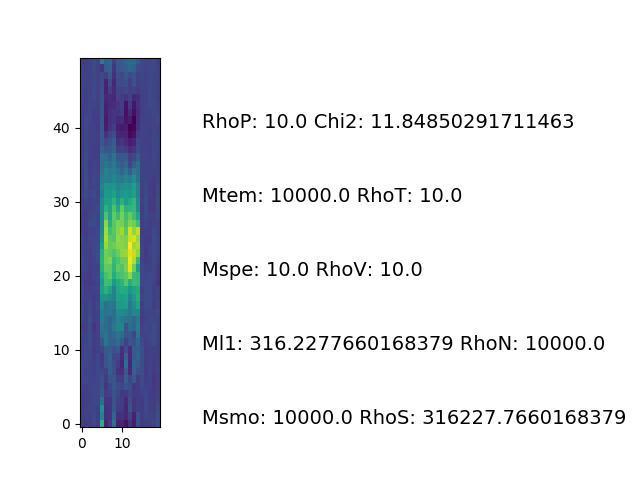 RhoP: 10.0 Chi2: 11.84850291711463
40
Mtem: 10000.0 RhoT: 10.0
30
Mspe: 10.0 RhoV: 10.0
20
Ml1: 316.2277660168379 RhoN: 10000.0
10
Msmo: 10000.0 RhoS: 316227.7660168379
0
0 10